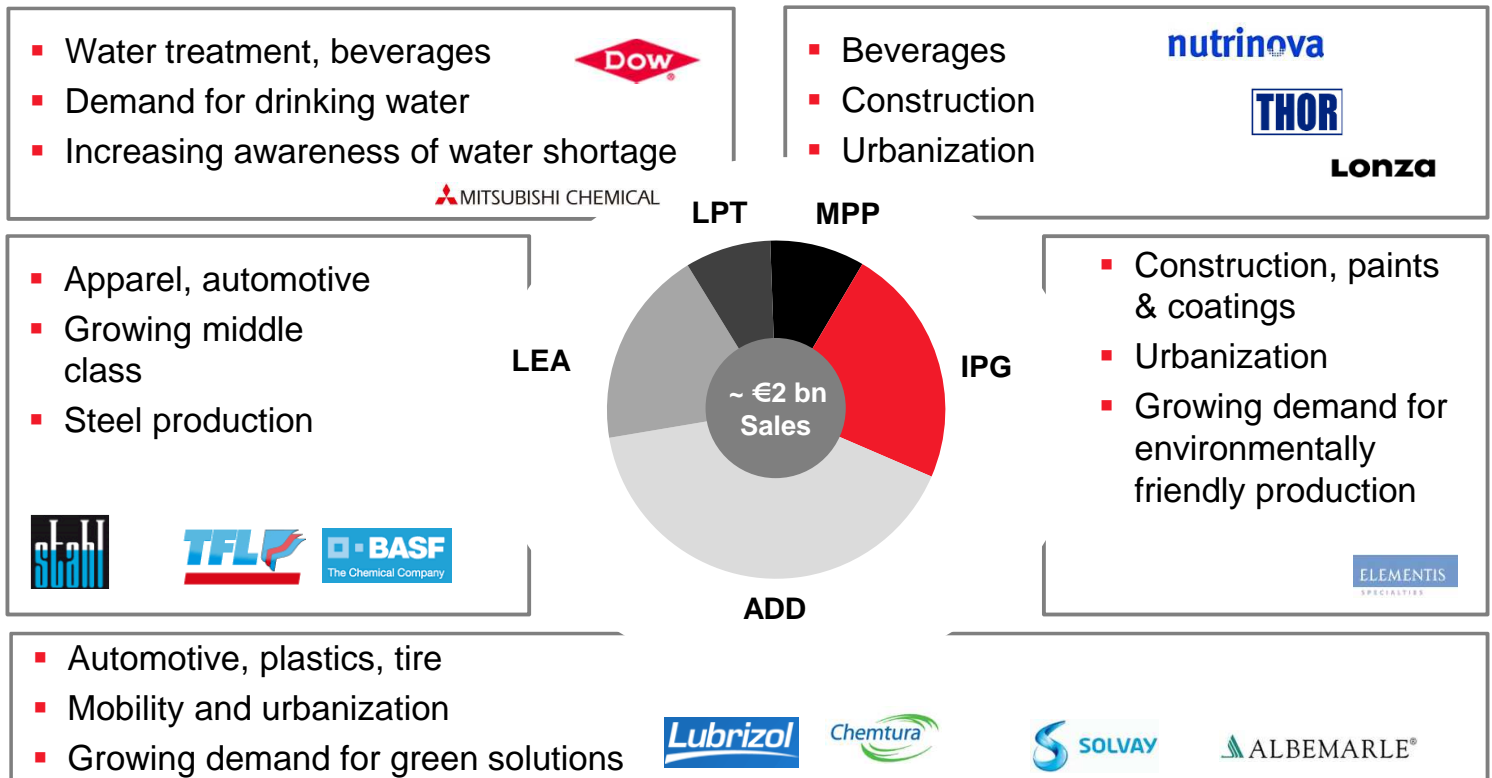 Water treatment, beverages
Demand for drinking water
Increasing awareness of water shortage
DOW
MITSUBISHI CHEMICAL
Beverages
Construction
Urbanization
nutrinova
THOR
Lonza
Apparel, automotive
Growing middle
class
Steel production
stahl
TFL
BASF
The Chemical Company
LPT
MPP
LEA
IPG
ADD
~ €2 bn
Sales
Construction, paints
& coatings
Urbanization
Growing demand for
environmentally
friendly production
ELEMENTIS
SPECIALTIES
Automotive, plastics, tire
Mobility and urbanization
Growing demand for green solutions
Lubrizol
Chemtura
SOLVAY
ALBEMARLE®